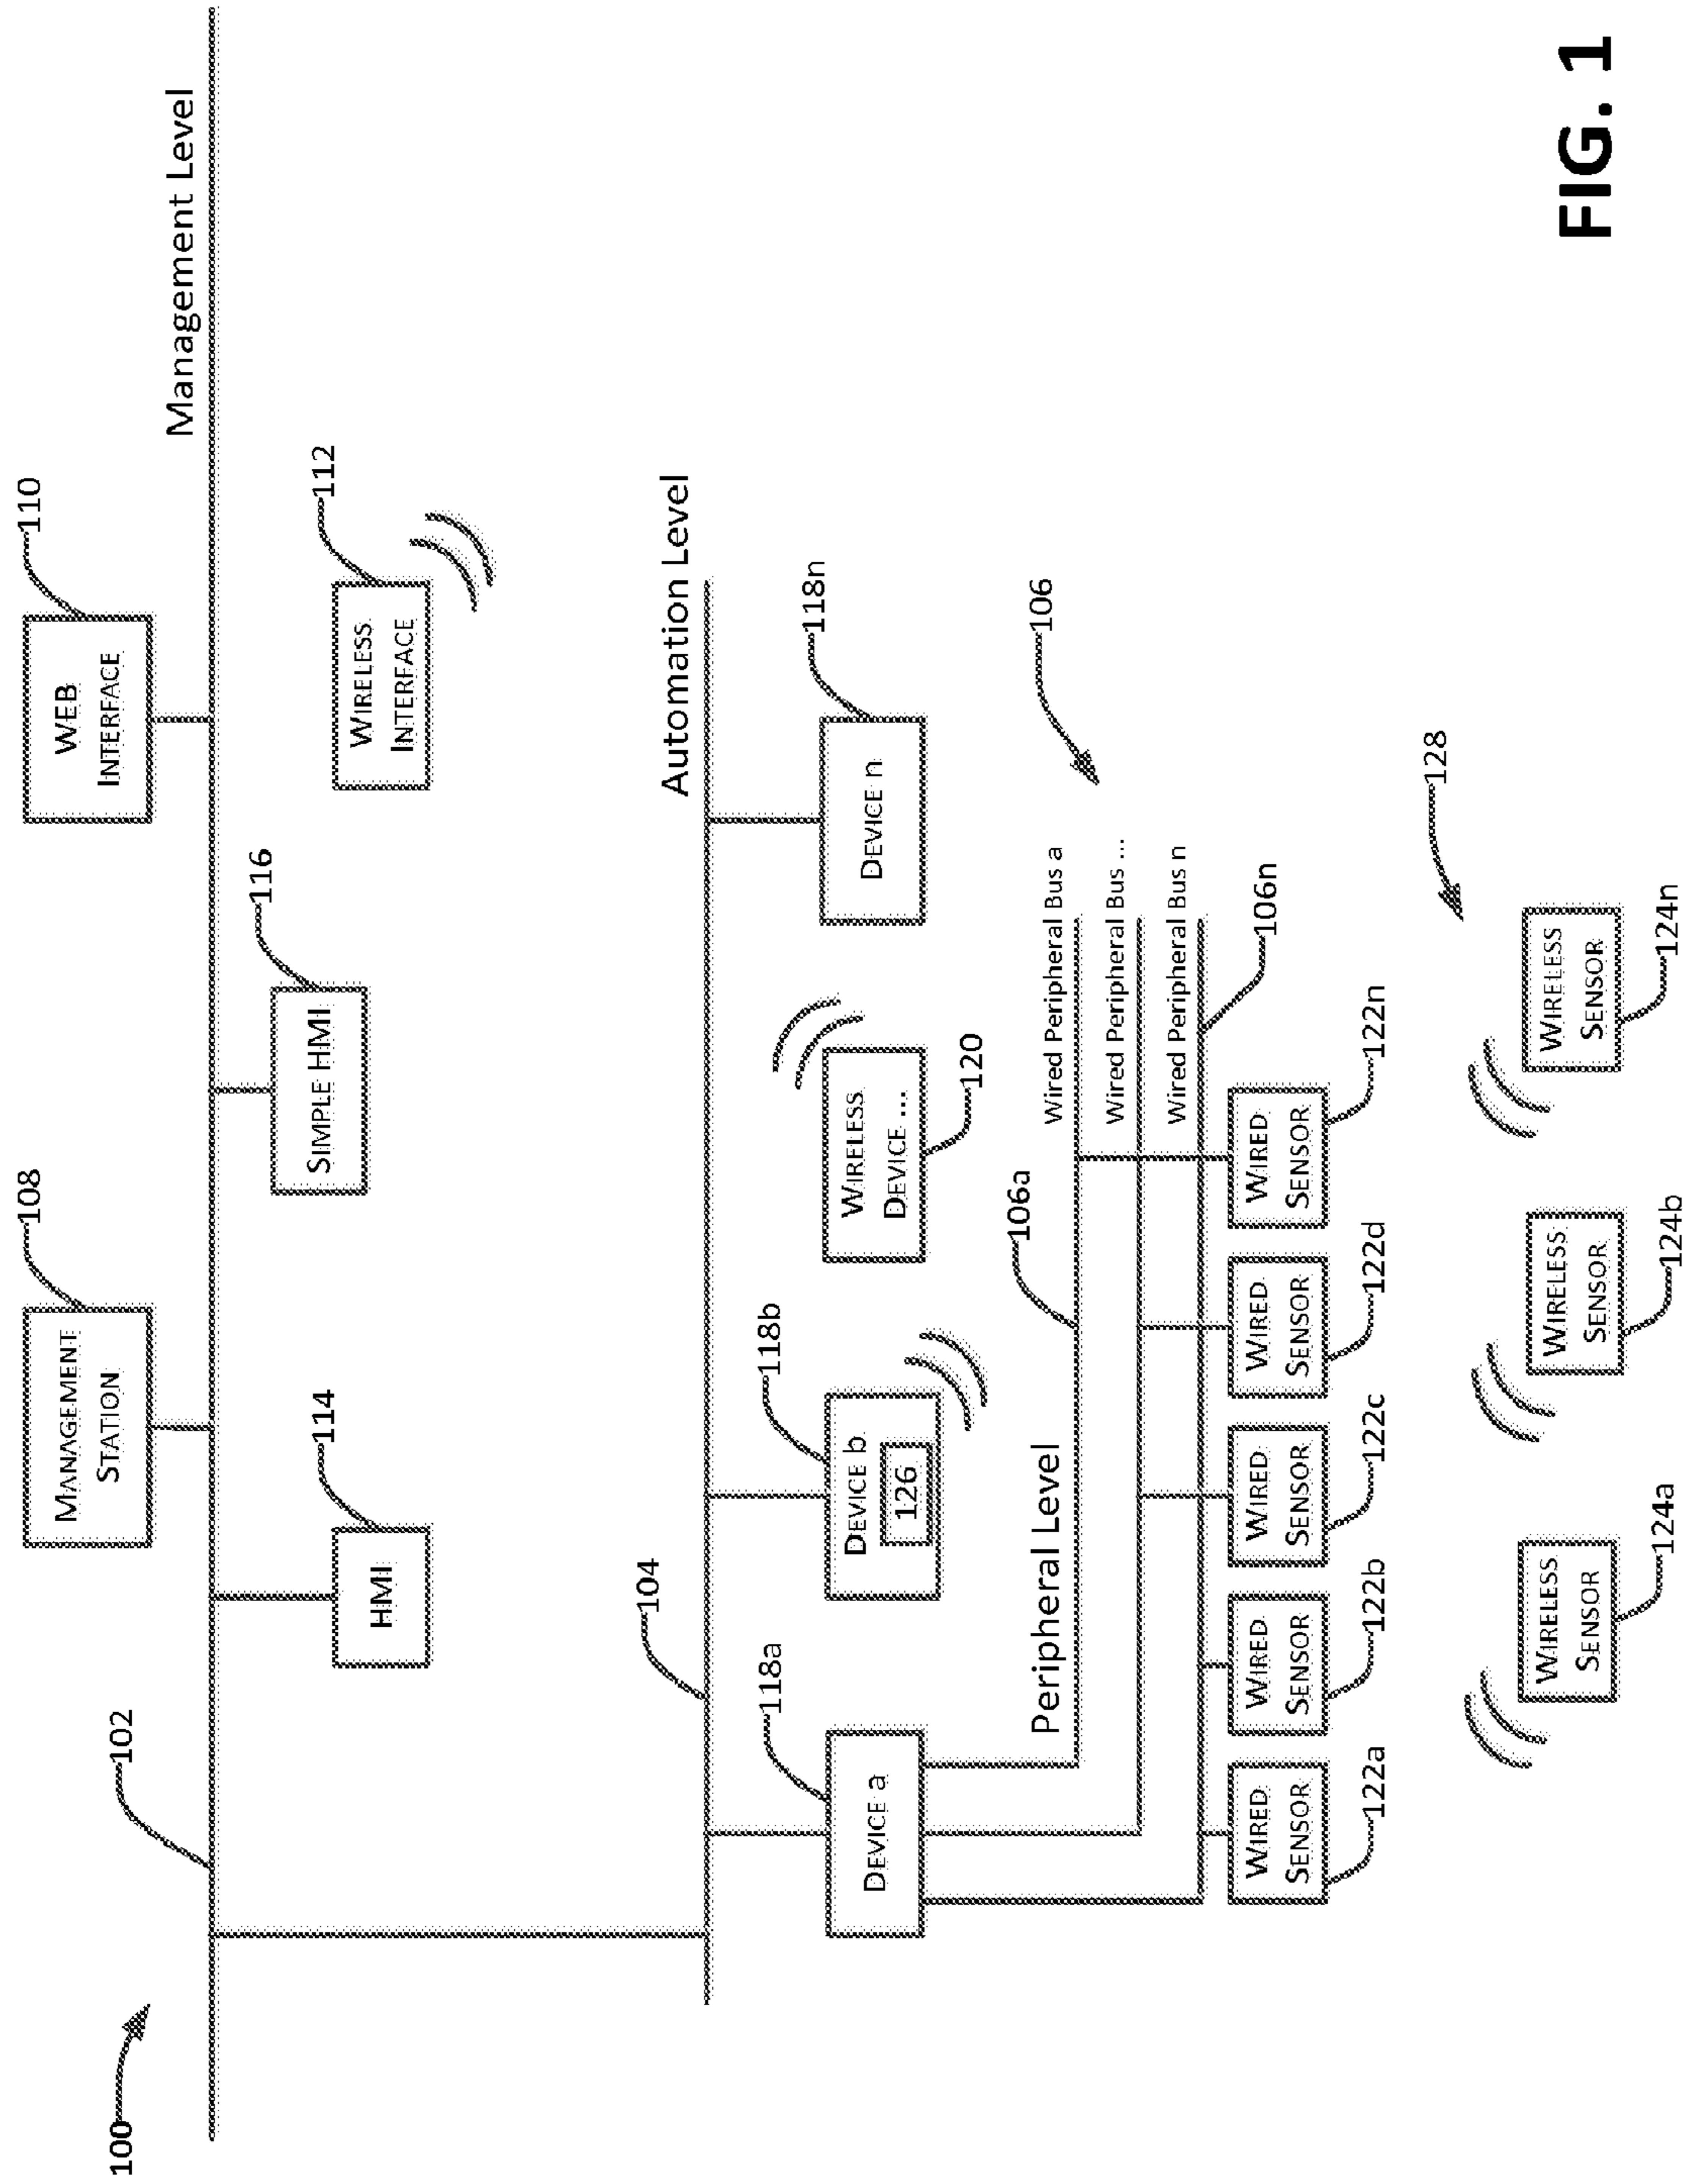 100
102
108
MANAGEMENT
STATION
110
WEB
INTERFACE
Management Level
114
HMI
116
SIMPLE HMI
112
WIRELESS
INTERFACE
104
Automation Level
118a
DEVICE a
118b
DEVICE b
126
WIRELESS
DEVICE ...
120
118n
DEVICE n
106
Peripheral Level
106a
Wired Peripheral Bus a
Wired Peripheral Bus ...
Wired Peripheral Bus n
106n
WIRED
SENSOR
122a
WIRED
SENSOR
122b
WIRED
SENSOR
122c
WIRED
SENSOR
122d
WIRED
SENSOR
122n
128
WIRELESS
SENSOR
124a
WIRELESS
SENSOR
124b
WIRELESS
SENSOR
124n
FIG. 1